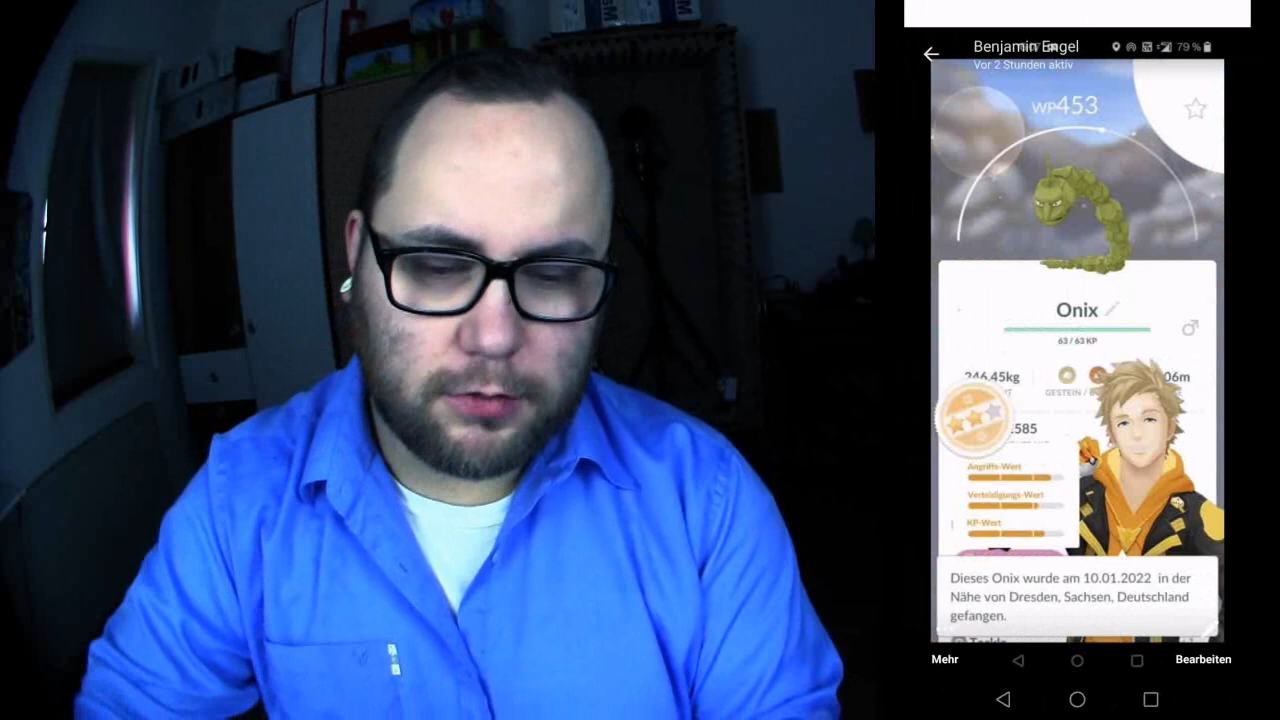 Benjamin Engel
79 %
Vor 2 Stunden aktiv
WP453
Onix
63 / 63 KP
246.45kg
06m
GESTEIN /
585
Angriffs-Wert
Verteidigungs-Wert
KP-Wert
Dieses Onix wurde am 10.01.2022 in der
Nähe von Dresden, Sachsen, Deutschland
gefangen.
Mehr
Bearbeiten